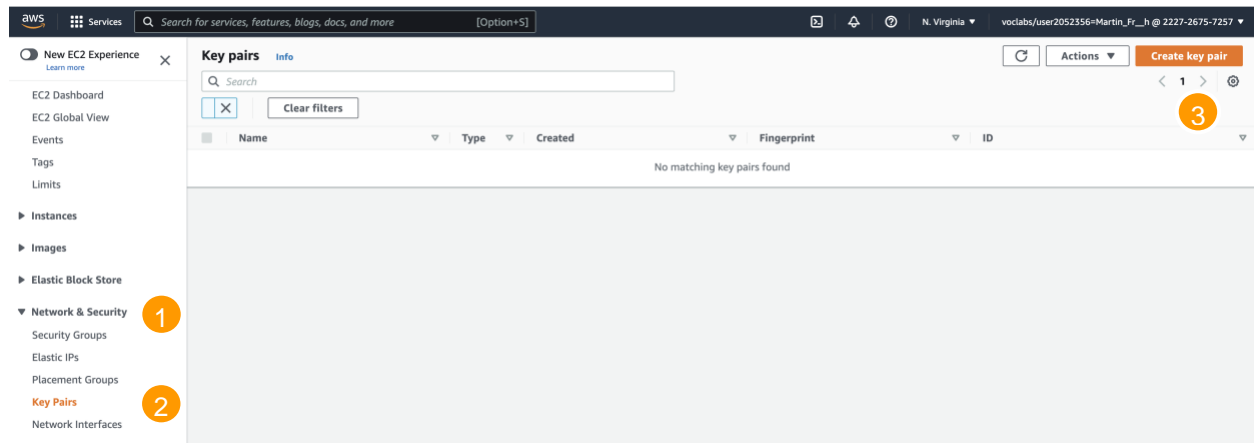 aws Services Search for services, features, blogs, docs, and more [Option+S] N. Virginia ▼ voclabs/user2052356=Martin_Fr__h @ 2227-2675-7257 ▼
New EC2 Experience
Learn more
EC2 Dashboard
EC2 Global View
Events
Tags
Limits
Instances
Images
Elastic Block Store
Network & Security 1
Security Groups
Elastic IPs
Placement Groups
Key Pairs 2
Network Interfaces
Key pairs Info Actions ▼ Create key pair
Search
1
Clear filters
3
Name Type Created Fingerprint ID
No matching key pairs found